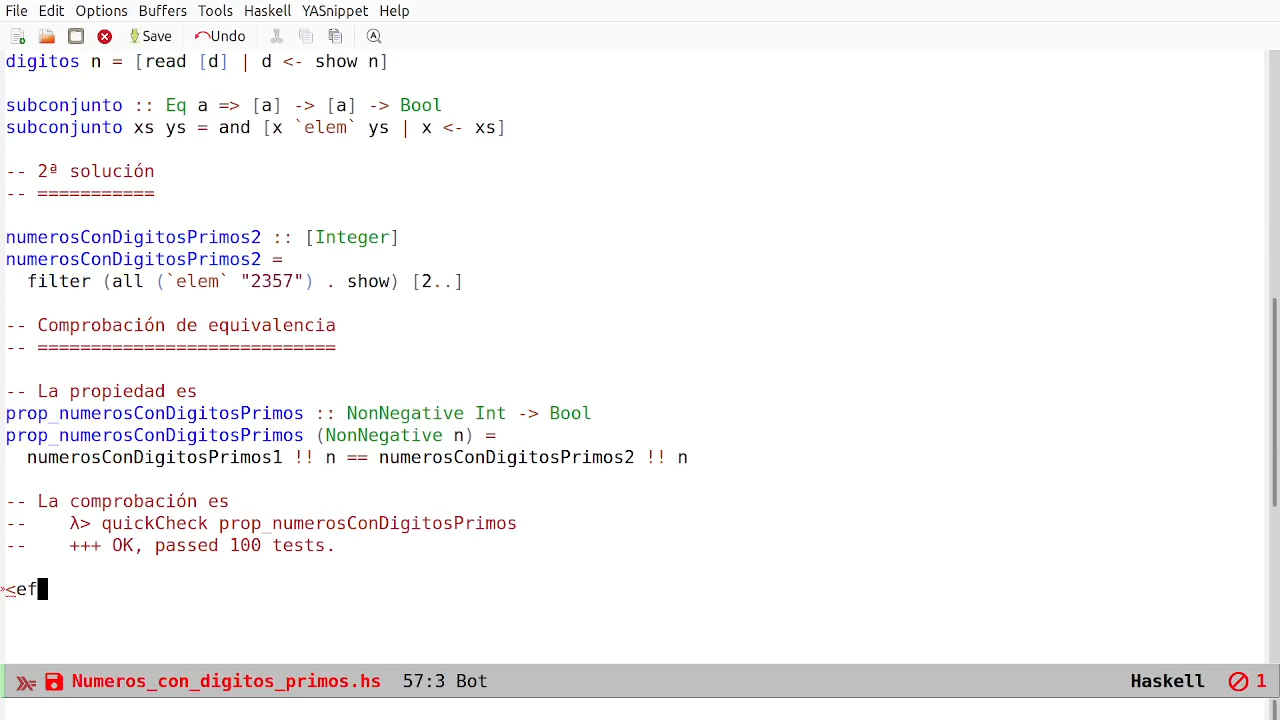 File Edit Options Buffers Tools Haskell YASnippet Help
Save Undo
digitos n = [read [d] | d <- show n]
subconjunto :: Eq a => [a] -> [a] -> Bool
subconjunto xs ys = and [x `elem` ys | x <- xs]
-- 2ª solución
-- ===========
numerosConDigitosPrimos2 :: [Integer]
numerosConDigitosPrimos2 =
  filter (all (`elem` "2357") . show) [2..]
-- Comprobación de equivalencia
-- ============================
-- La propiedad es
prop_numerosConDigitosPrimos :: NonNegative Int -> Bool
prop_numerosConDigitosPrimos (NonNegative n) =
  numerosConDigitosPrimos1 !! n == numerosConDigitosPrimos2 !! n
-- La comprobación es
--    λ> quickCheck prop_numerosConDigitosPrimos
--    +++ OK, passed 100 tests.
<ef
Numeros_con_digitos_primos.hs 57:3 Bot Haskell 1